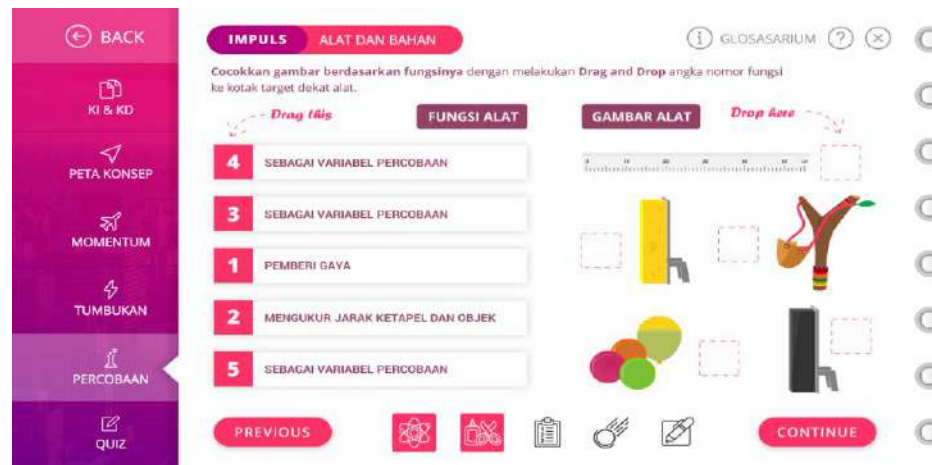 BACK
KI & KD
PETA KONSEP
MOMENTUM
TUMBUKAN
PERCOBAAN
QUIZ
IMPULS ALAT DAN BAHAN
GLOSASARIUM ?
Cocokkan gambar berdasarkan fungsinya dengan melakukan Drag and Drop angka nomor fungsi
ke kotak target dekat alat.
Drag this
FUNGSI ALAT
GAMBAR ALAT
Drop here
4 SEBAGAI VARIABEL PERCOBAAN
3 SEBAGAI VARIABEL PERCOBAAN
1 PEMBERI GAYA
2 MENGUKUR JARAK KETAPEL DAN OBJEK
5 SEBAGAI VARIABEL PERCOBAAN
PREVIOUS
CONTINUE